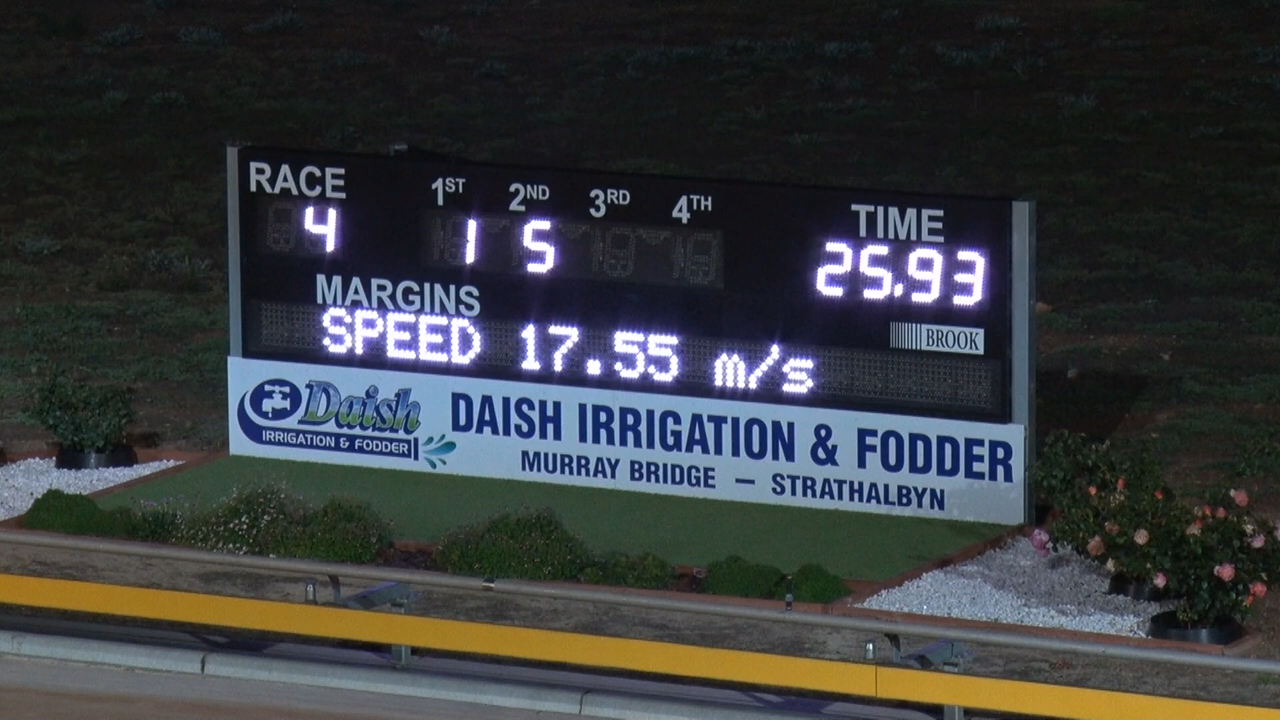 RACE 1ST 2ND 3RD 4TH TIME
4 1 5 25.93
MARGINS
SPEED 17.55 m/s
BROOK
Daish
IRRIGATION & FODDER
DAISH IRRIGATION & FODDER
MURRAY BRIDGE – STRATHALBYN